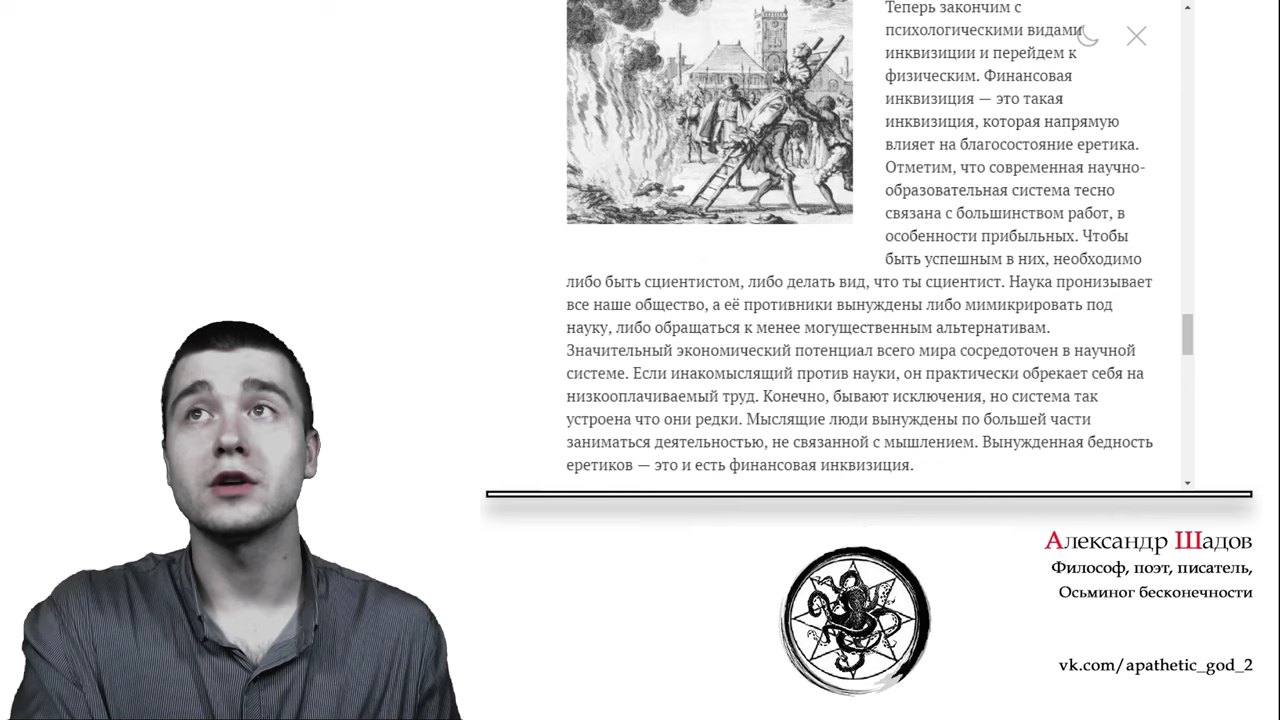 Теперь закончим с
психологическими видами
инквизиции и перейдем к
физическим. Финансовая
инквизиция — это такая
инквизиция, которая напрямую
влияет на благосостояние еретика.
Отметим, что современная научно-
образовательная система тесно
связана с большинством работ, в
особенности прибыльных. Чтобы
быть успешным в них, необходимо
либо быть сциентистом, либо делать вид, что ты сциентист. Наука пронизывает
все наше общество, а её противники вынуждены либо мимикрировать под
науку, либо обращаться к менее могущественным альтернативам.
Значительный экономический потенциал всего мира сосредоточен в научной
системе. Если инакомыслящий против науки, он практически обрекает себя на
низкооплачиваемый труд. Конечно, бывают исключения, но система так
устроена что они редки. Мыслящие люди вынуждены по большей части
заниматься деятельностью, не связанной с мышлением. Вынужденная бедность
еретиков — это и есть финансовая инквизиция.
Александр Шадов
Философ, поэт, писатель,
Осьминог бесконечности
vk.com/apathetic_god_2